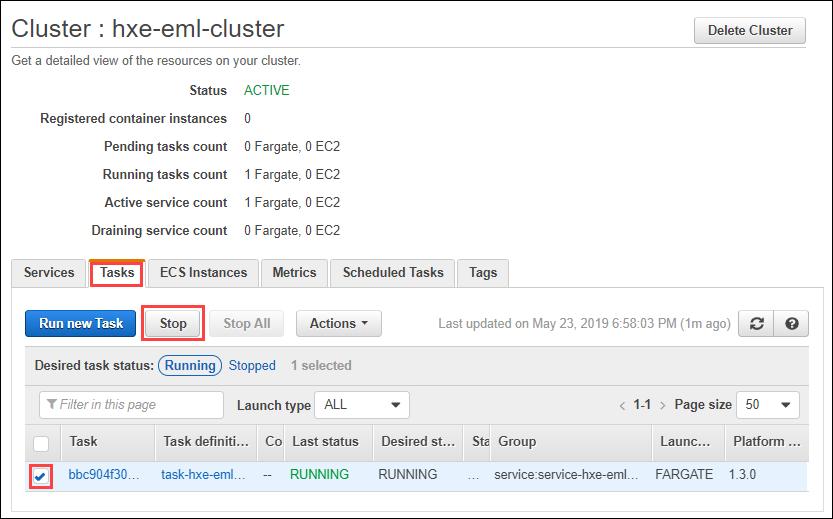 Cluster : hxe-eml-cluster
Delete Cluster
Get a detailed view of the resources on your cluster.
Status ACTIVE
Registered container instances 0
Pending tasks count 0 Fargate, 0 EC2
Running tasks count 1 Fargate, 0 EC2
Active service count 1 Fargate, 0 EC2
Draining service count 0 Fargate, 0 EC2
Services Tasks ECS Instances Metrics Scheduled Tasks Tags
Run new Task Stop Stop All Actions Last updated on May 23, 2019 6:58:03 PM (1m ago)
Desired task status: Running Stopped 1 selected
Filter in this page Launch type ALL 1-1 Page size 50
Task Task definiti... Co Last status Desired st... Sta Group Launc... Platform ...
bbc904f30... task-hxe-eml... -- RUNNING RUNNING ... service:service-hxe-eml... FARGATE 1.3.0